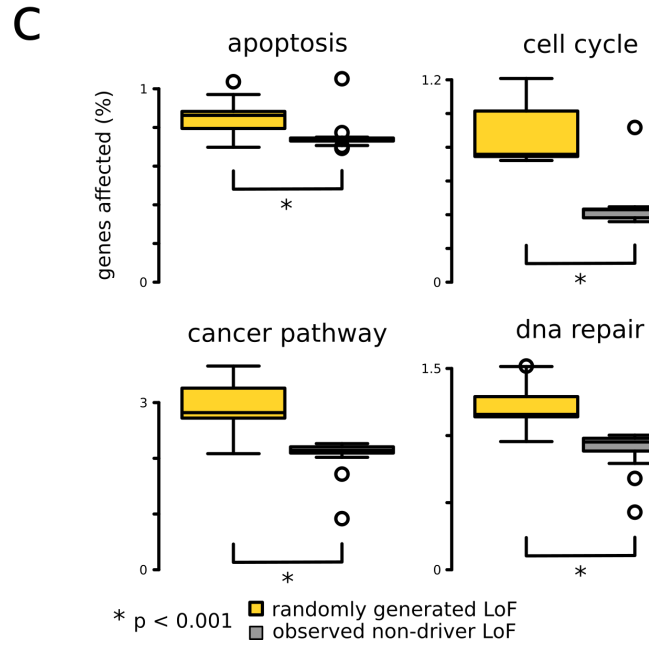 C
apoptosis
cell cycle
genes affected (%)
1
0
*
1.2
0
*
cancer pathway
dna repair
3
0
*
1.5
0
*
* p < 0.001
randomly generated LoF
observed non-driver LoF